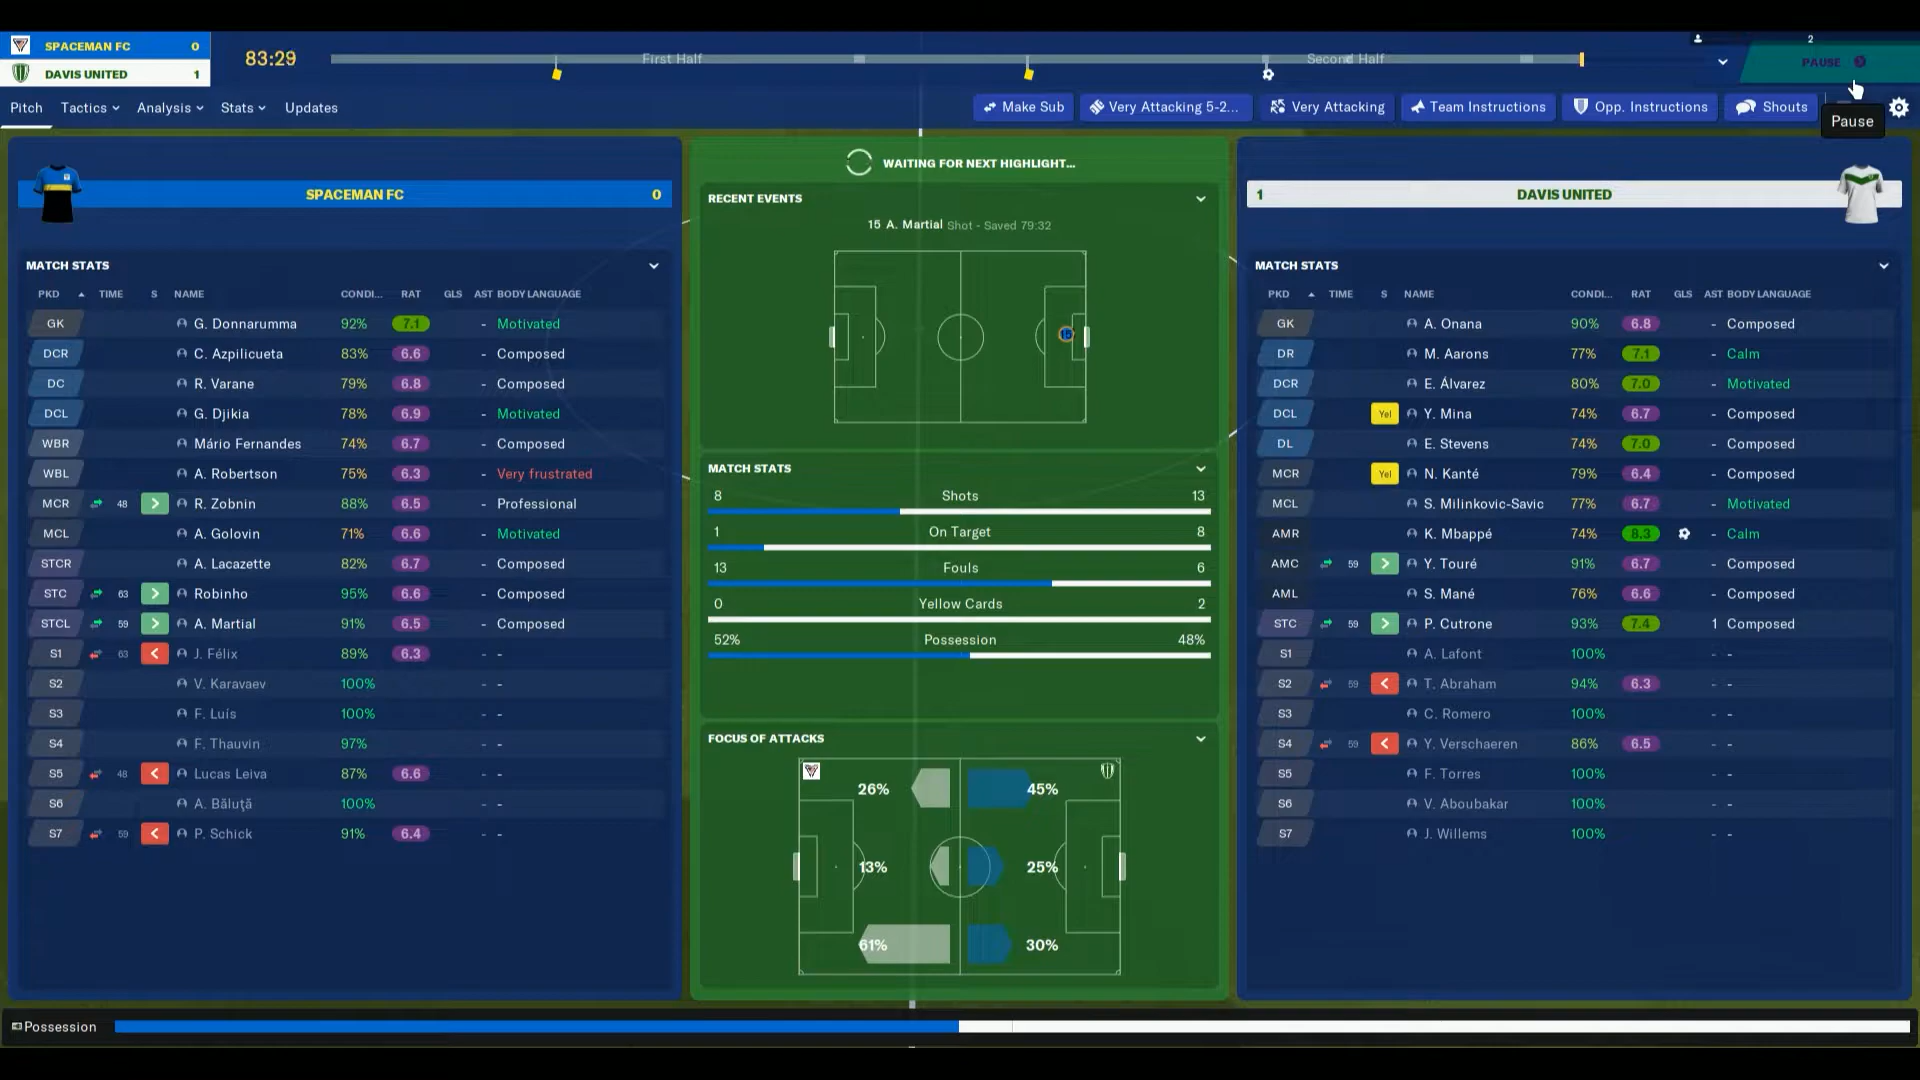 SPACEMAN FC 0
DAVIS UNITED 1
83:29
First Half
Second Half
2
PAUSE
Pitch Tactics Analysis Stats Updates
Make Sub Very Attacking 5-2... Very Attacking Team Instructions Opp. Instructions Shouts
Pause
SPACEMAN FC 0
MATCH STATS
PKD TIME S NAME CONDI... RAT GLS AST BODY LANGUAGE
GK G. Donnarumma 92% 7.1 - Motivated
DCR C. Azpilicueta 83% 6.6 - Composed
DC R. Varane 79% 6.8 - Composed
DCL G. Djikia 78% 6.9 - Motivated
WBR Mário Fernandes 74% 6.7 - Composed
WBL A. Robertson 75% 6.3 - Very frustrated
MCR 48 R. Zobnin 88% 6.5 - Professional
MCL A. Golovin 71% 6.6 - Motivated
STCR A. Lacazette 82% 6.7 - Composed
STC 63 Robinho 95% 6.6 - Composed
STCL 59 A. Martial 91% 6.5 - Composed
S1 63 J. Félix 89% 6.3 - -
S2 V. Karavaev 100% - -
S3 F. Luís 100% - -
S4 F. Thauvin 97% - -
S5 48 Lucas Leiva 87% 6.6 - -
S6 A. Băluţă 100% - -
S7 59 P. Schick 91% 6.4 - -
WAITING FOR NEXT HIGHLIGHT...
RECENT EVENTS
15 A. Martial Shot - Saved 79:32
15
MATCH STATS
8 Shots 13
1 On Target 8
13 Fouls 6
0 Yellow Cards 2
52% Possession 48%
FOCUS OF ATTACKS
26% 45%
13% 25%
61% 30%
1 DAVIS UNITED
MATCH STATS
PKD TIME S NAME CONDI... RAT GLS AST BODY LANGUAGE
GK A. Onana 90% 6.8 - Composed
DR M. Aarons 77% 7.1 - Calm
DCR E. Álvarez 80% 7.0 - Motivated
DCL Yel Y. Mina 74% 6.7 - Composed
DL E. Stevens 74% 7.0 - Composed
MCR Yel N. Kanté 79% 6.4 - Composed
MCL S. Milinkovic-Savic 77% 6.7 - Motivated
AMR K. Mbappé 74% 8.3 - Calm
AMC 59 Y. Touré 91% 6.7 - Composed
AML S. Mané 76% 6.6 - Composed
STC 59 P. Cutrone 93% 7.4 1 Composed
S1 A. Lafont 100% - -
S2 59 T. Abraham 94% 6.3 - -
S3 C. Romero 100% - -
S4 59 Y. Verschaeren 86% 6.5 - -
S5 F. Torres 100% - -
S6 V. Aboubakar 100% - -
S7 J. Willems 100% - -
Possession